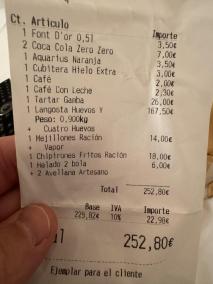 Ct. Artículo Importe
1 Font D'or 0,5l 3,50€
2 Coca Cola Zero Zero 7,00€
1 Aquarius Naranja 3,50€
1 Cubitera Hielo Extra 3,00€
1 Café 2,00€
1 Café Con Leche 2,30€
1 Tartar Gamba 26,00€
1 Langosta Huevos Y 167,50€
Peso: 0,900kg
+ Cuatro Huevos
1 Mejillones Ración 14,00€
+ Vapor
1 Chipirones Fritos Ración 18,00€
1 Helado 2 bola 6,00€
+ 2 Avellana Artesano
Total 252,80€
Base IVA Importe
229,82 10% 22,98€
252,80€
Ejemplar para el cliente